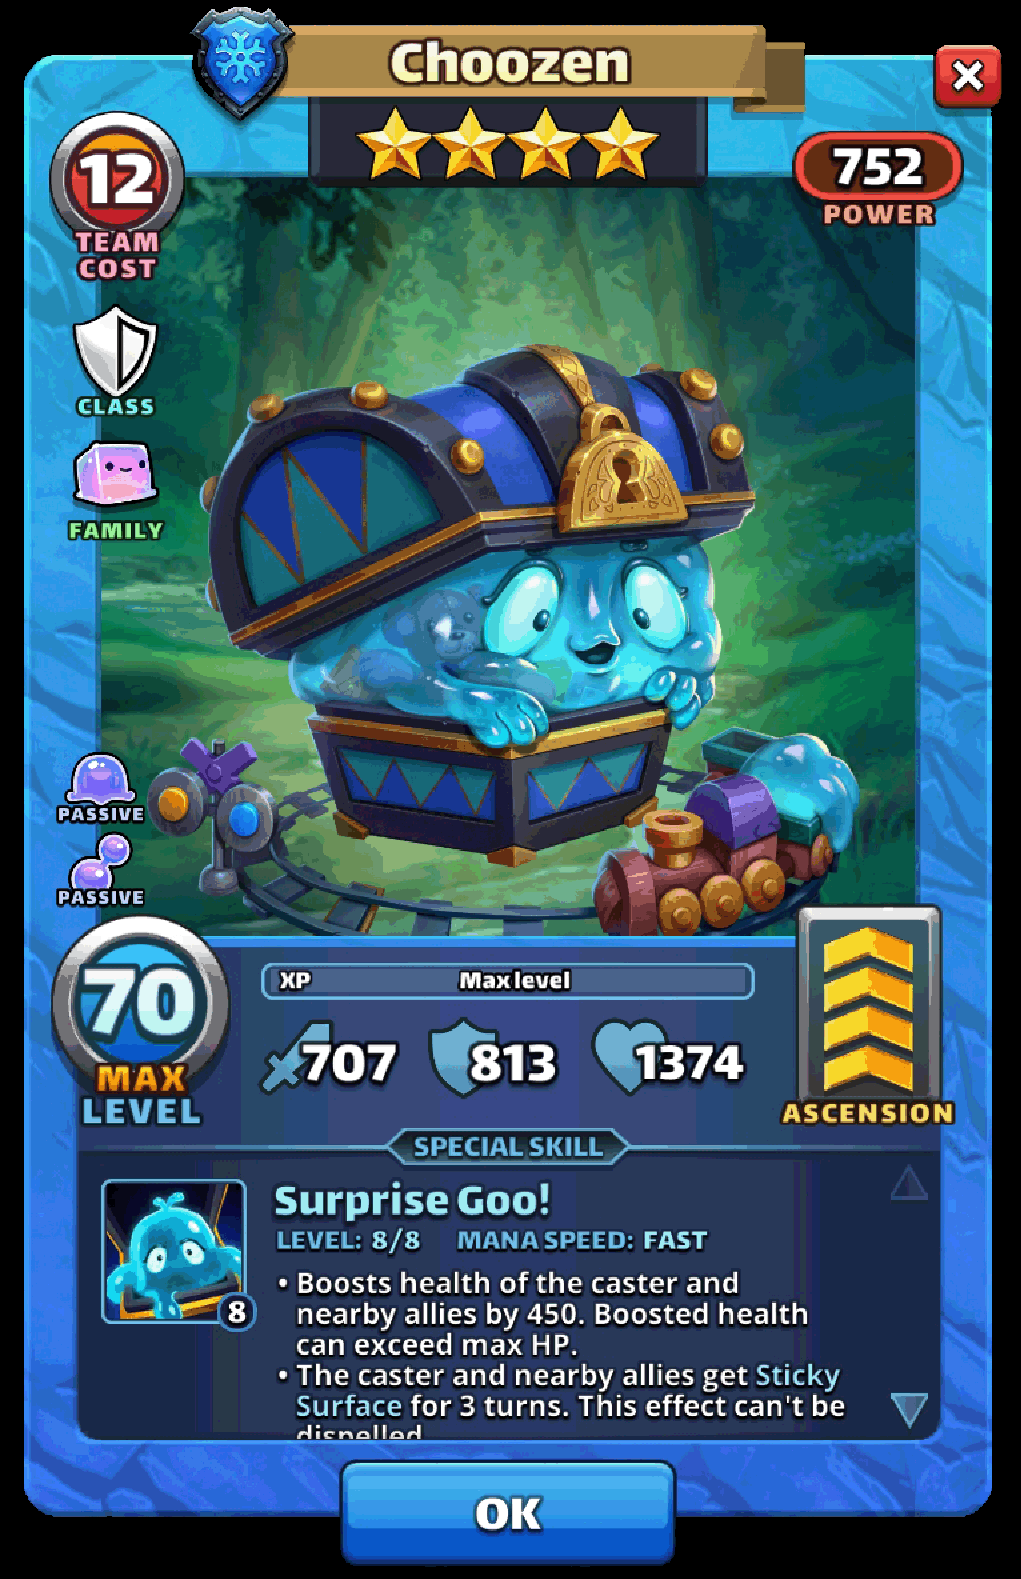 Choozen
12
TEAM
COST
752
POWER
CLASS
FAMILY
PASSIVE
PASSIVE
70
MAX
LEVEL
XP Max level
707 813 1374
ASCENSION
SPECIAL SKILL
Surprise Goo!
LEVEL: 8/8 MANA SPEED: FAST
8
• Boosts health of the caster and
nearby allies by 450. Boosted health
can exceed max HP.
• The caster and nearby allies get Sticky
Surface for 3 turns. This effect can't be
dispelled
OK